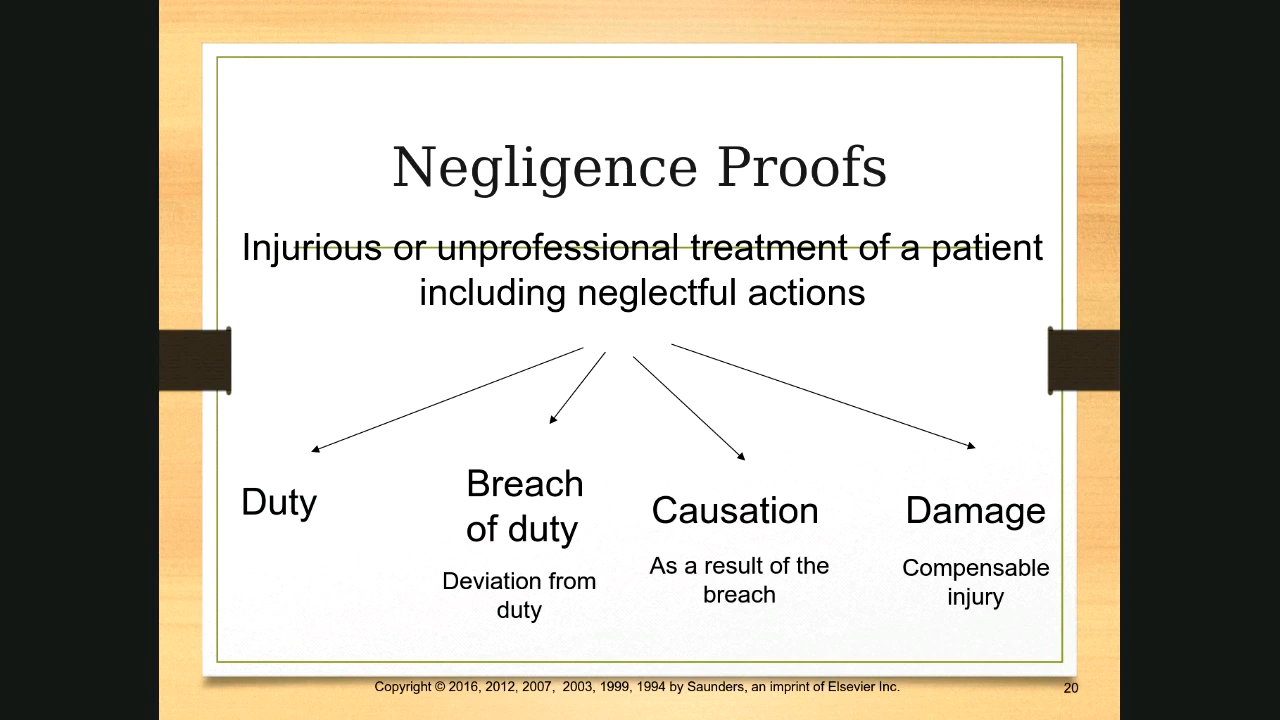 Negligence Proofs
Injurious or unprofessional treatment of a patient
including neglectful actions
Duty
Breach
of duty
Deviation from
duty
Causation
As a result of the
breach
Damage
Compensable
injury
Copyright © 2016, 2012, 2007,  2003, 1999, 1994 by Saunders, an imprint of Elsevier Inc.
20